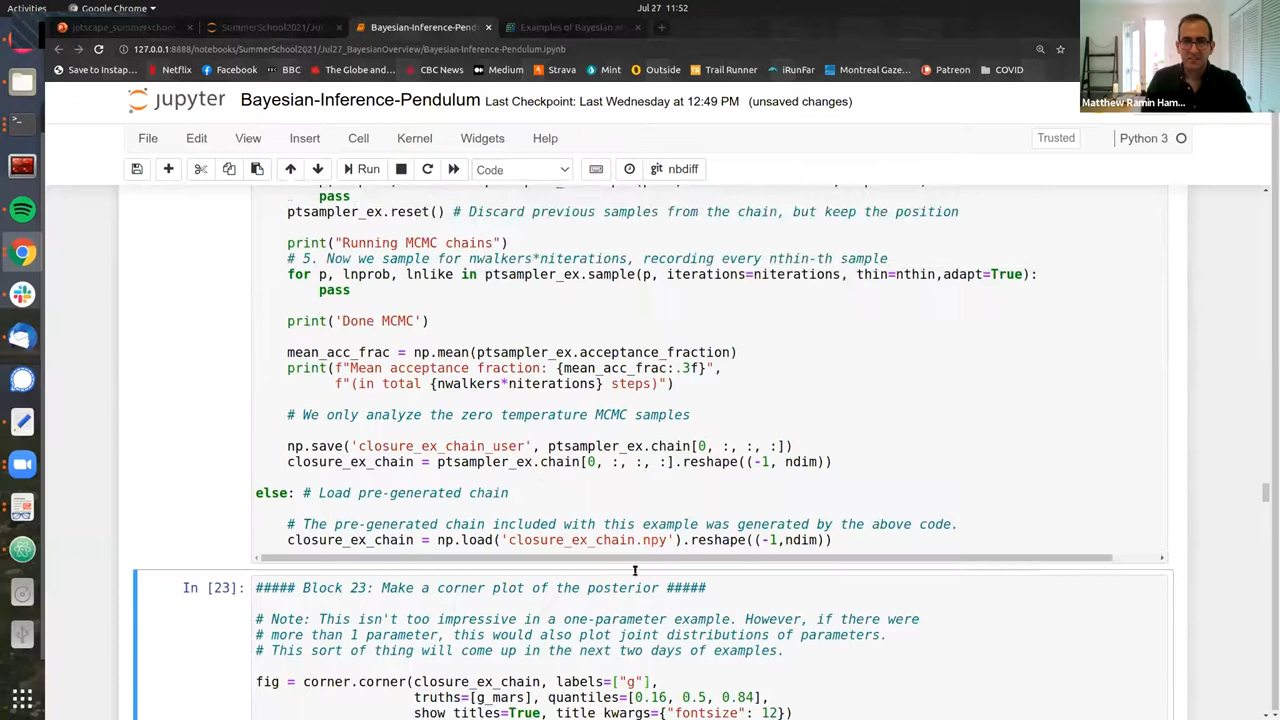 Activities
Google Chrome
Jul 27 11:52
jetscape_summerschool
SummerSchool2021/Jul
Bayesian-Inference-Pend
Examples of Bayesian an
127.0.0.1:8888/notebooks/SummerSchool2021/Jul27_BayesianOverview/Bayesian-Inference-Pendulum.ipynb
Save to Instap...
Netflix
Facebook
BBC
The Globe and...
CBC News
Medium
Strava
Mint
Outside
Trail Runner
iRunFar
Montreal Gaze...
Patreon
COVID
Matthew Ramin Ham...
jupyter Bayesian-Inference-Pendulum Last Checkpoint: Last Wednesday at 12:49 PM (unsaved changes)
File Edit View Insert Cell Kernel Widgets Help
Trusted
Python 3
Run
Code
git nbdiff
pass
ptsampler_ex.reset() # Discard previous samples from the chain, but keep the position
print("Running MCMC chains")
# 5. Now we sample for nwalkers*niterations, recording every nthin-th sample
for p, lnprob, lnlike in ptsampler_ex.sample(p, iterations=niterations, thin=nthin,adapt=True):
pass
print('Done MCMC')
mean_acc_frac = np.mean(ptsampler_ex.acceptance_fraction)
print(f"Mean acceptance fraction: {mean_acc_frac:.3f}",
f"(in total {nwalkers*niterations} steps)")
# We only analyze the zero temperature MCMC samples
np.save('closure_ex_chain_user', ptsampler_ex.chain[0, :, :, :])
closure_ex_chain = ptsampler_ex.chain[0, :, :, :].reshape((-1, ndim))
else: # Load pre-generated chain
# The pre-generated chain included with this example was generated by the above code.
closure_ex_chain = np.load('closure_ex_chain.npy').reshape((-1,ndim))
In [23]:
##### Block 23: Make a corner plot of the posterior #####
# Note: This isn't too impressive in a one-parameter example. However, if there were
# more than 1 parameter, this would also plot joint distributions of parameters.
# This sort of thing will come up in the next two days of examples.
fig = corner.corner(closure_ex_chain, labels=["g"],
truths=[g_mars], quantiles=[0.16, 0.5, 0.84],
show_titles=True, title_kwargs={"fontsize": 12})